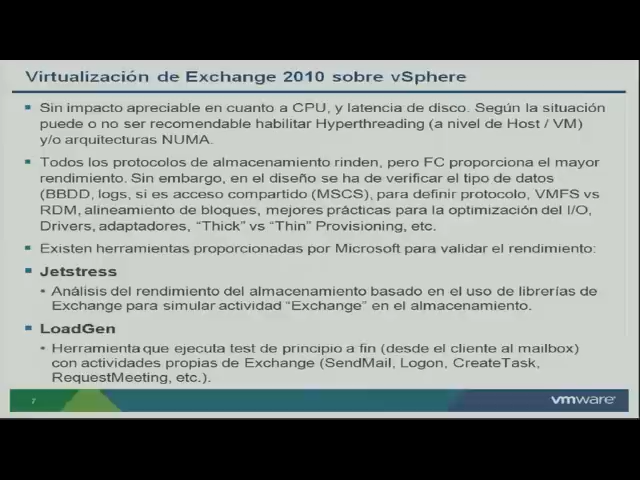 Virtualización de Exchange 2010 sobre vSphere
Sin impacto apreciable en cuanto a CPU, y latencia de disco. Según la situación
puede o no ser recomendable habilitar Hyperthreading (a nivel de Host / VM)
y/o arquitecturas NUMA.
Todos los protocolos de almacenamiento rinden, pero FC proporciona el mayor
rendimiento. Sin embargo, en el diseño se ha de verificar el tipo de datos
(BBDD, logs, si es acceso compartido (MSCS), para definir protocolo, VMFS vs
RDM, alineamiento de bloques, mejores prácticas para la optimización del I/O,
Drivers, adaptadores, “Thick” vs “Thin” Provisioning, etc.
Existen herramientas proporcionadas por Microsoft para validar el rendimiento:
Jetstress
Análisis del rendimiento del almacenamiento basado en el uso de librerías de
Exchange para simular actividad “Exchange” en el almacenamiento.
LoadGen
Herramienta que ejecuta test de principio a fin (desde el cliente al mailbox)
con actividades propias de Exchange (SendMail, Logon, CreateTask,
RequestMeeting, etc.).
7
vmware